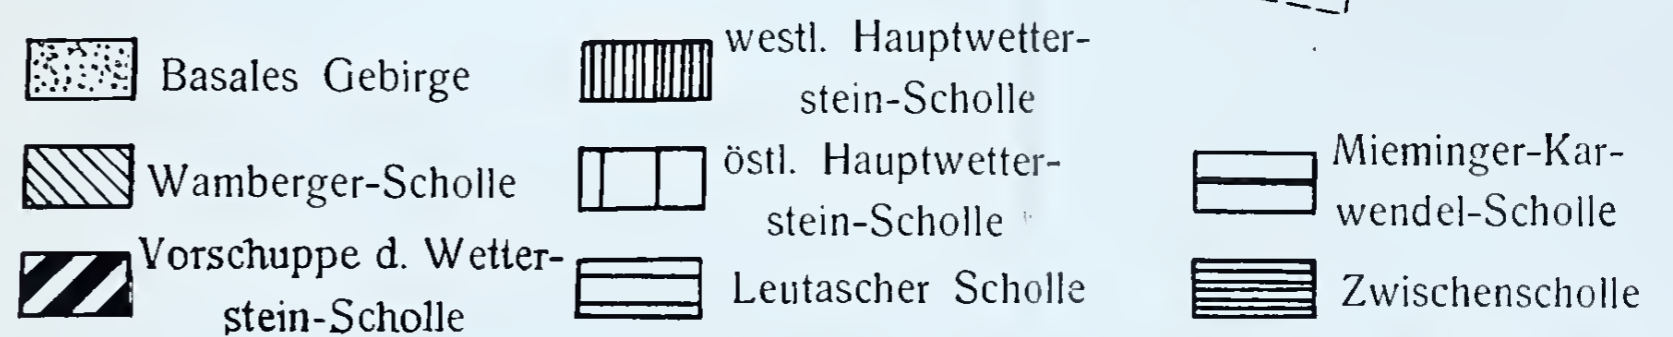 Basales Gebirge
Wamberger-Scholle
Vorschuppe d. Wetter-
stein-Scholle
westl. Hauptwetter-
stein-Scholle
östl. Hauptwetter-
stein-Scholle
Leutascher Scholle
Mieminger-Kar-
wendel-Scholle
Zwischenscholle